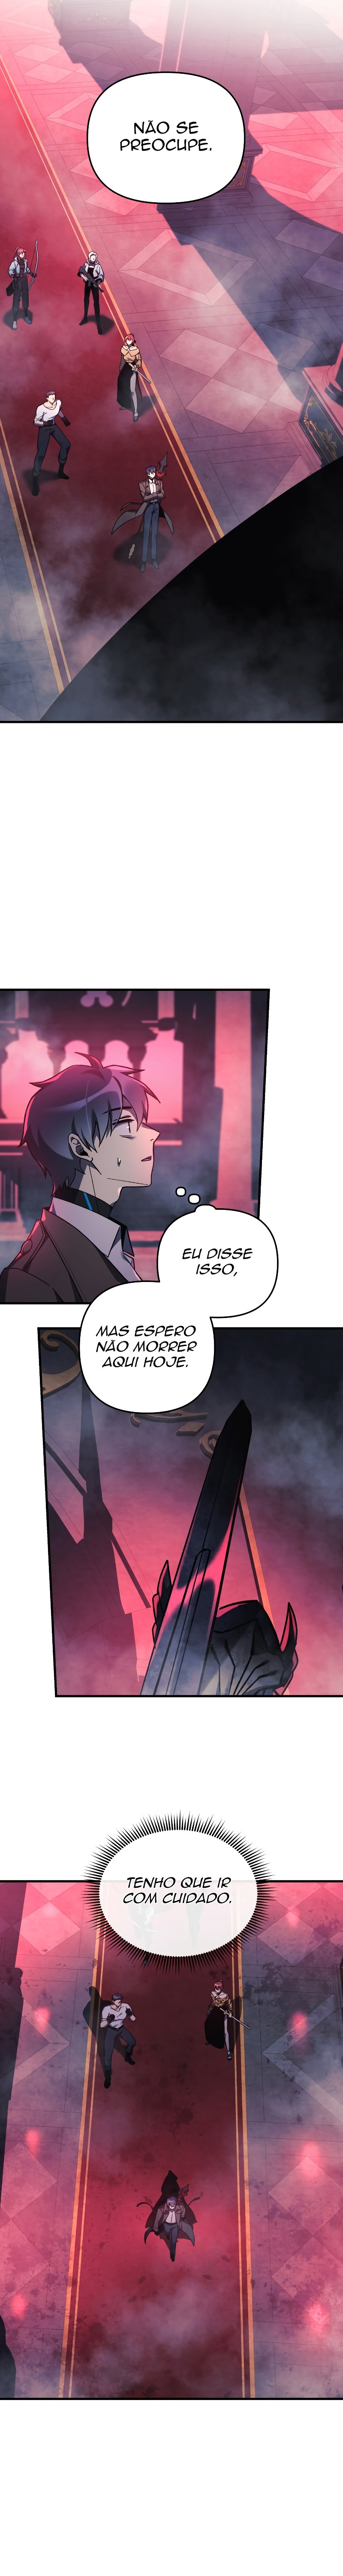 NÃO SE
PREOCUPE.
EU DISSE
ISSO,
MAS ESPERO
NÃO MORRER
AQUI HOJE.
TENHO QUE IR
COM CUIDADO.